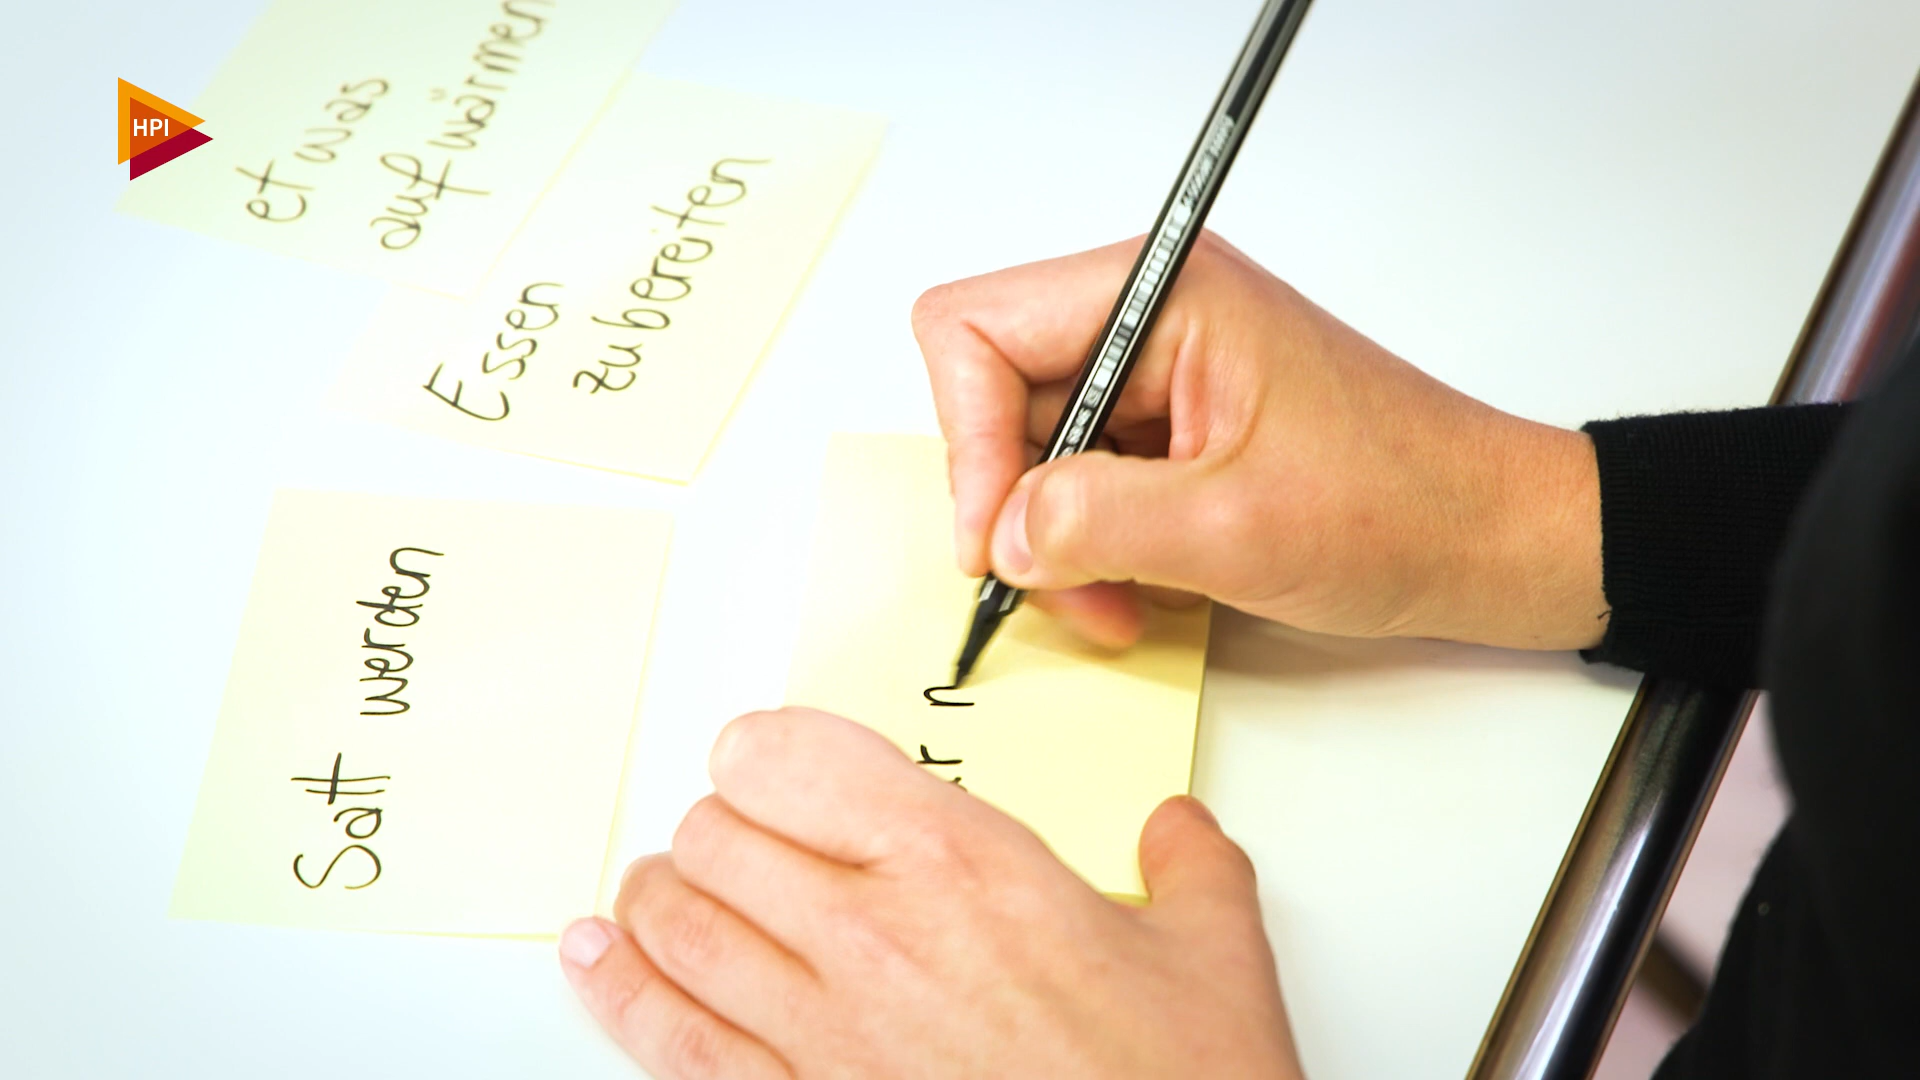 HPI
etwas
aufwärmen
Essen
zubereiten
Satt werden